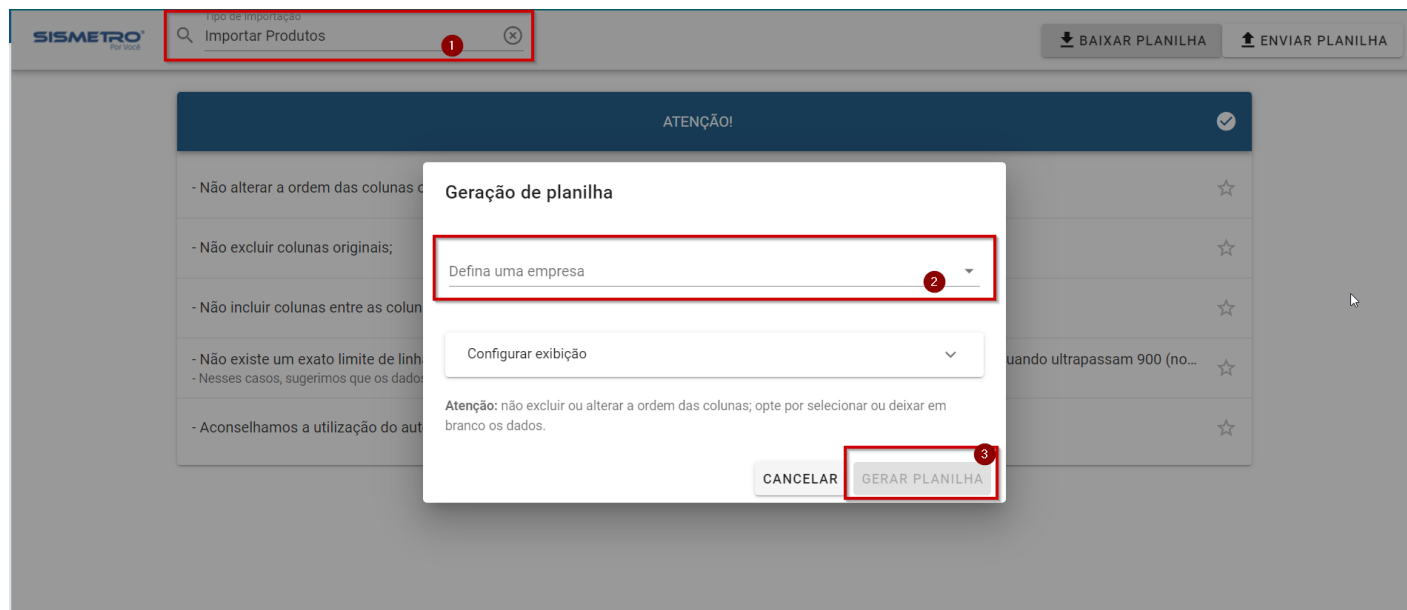 SISMETRO®
Por Você
Tipo de Importação
Importar Produtos
1
BAIXAR PLANILHA
ENVIAR PLANILHA
ATENÇÃO!
- Não alterar a ordem das colunas
- Não excluir colunas originais;
- Não incluir colunas entre as
- Não existe um exato limite de
uando ultrapassam 900 (no...
- Nesses casos, sugerimos que os
- Aconselhamos a utilização do
Geração de planilha
Defina uma empresa
2
Configurar exibição
Atenção: não excluir ou alterar a ordem das colunas; opte por selecionar ou deixar em
branco os dados.
3
CANCELAR
GERAR PLANILHA